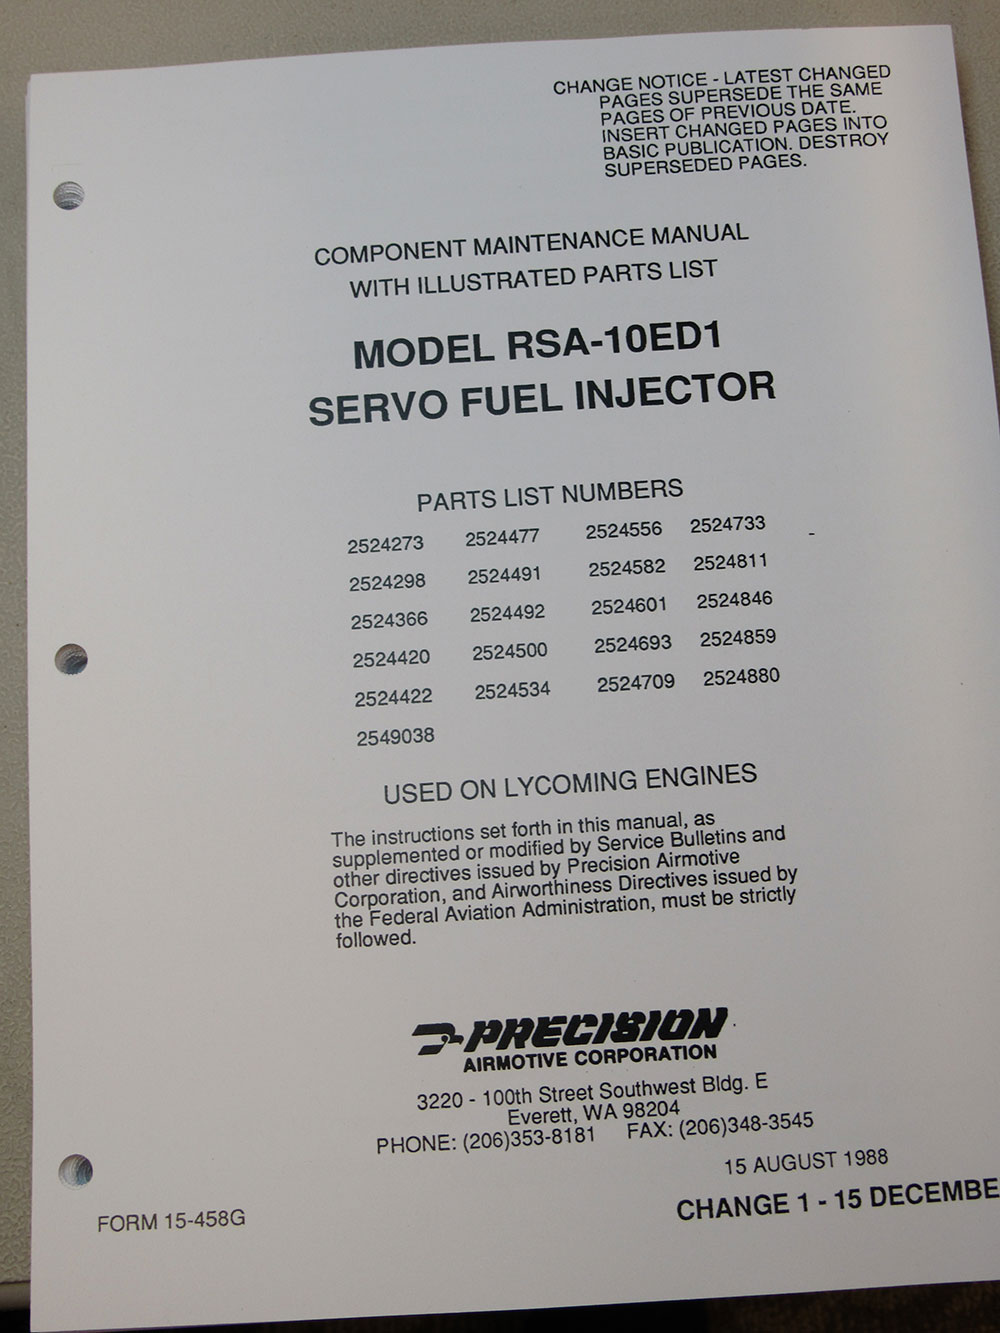 CHANGE NOTICE - LATEST CHANGED
PAGES SUPERSEDE THE SAME
PAGES OF PREVIOUS DATE.
INSERT CHANGED PAGES INTO
BASIC PUBLICATION. DESTROY
SUPERSEDED PAGES.
COMPONENT MAINTENANCE MANUAL
WITH ILLUSTRATED PARTS LIST
MODEL RSA-10ED1
SERVO FUEL INJECTOR
PARTS LIST NUMBERS
2524273 2524477 2524556 2524733
2524298 2524491 2524582 2524811
2524366 2524492 2524601 2524846
2524420 2524500 2524693 2524859
2524422 2524534 2524709 2524880
2549038
USED ON LYCOMING ENGINES
The instructions set forth in this manual, as
supplemented or modified by Service Bulletins and
other directives issued by Precision Airmotive
Corporation, and Airworthiness Directives issued by
the Federal Aviation Administration, must be strictly
followed.
PRECISION
AIRMOTIVE CORPORATION
3220 - 100th Street Southwest Bldg. E
Everett, WA 98204
PHONE: (206)353-8181 FAX: (206)348-3545
15 AUGUST 1988
FORM 15-458G
CHANGE 1 - 15 DECEMBE